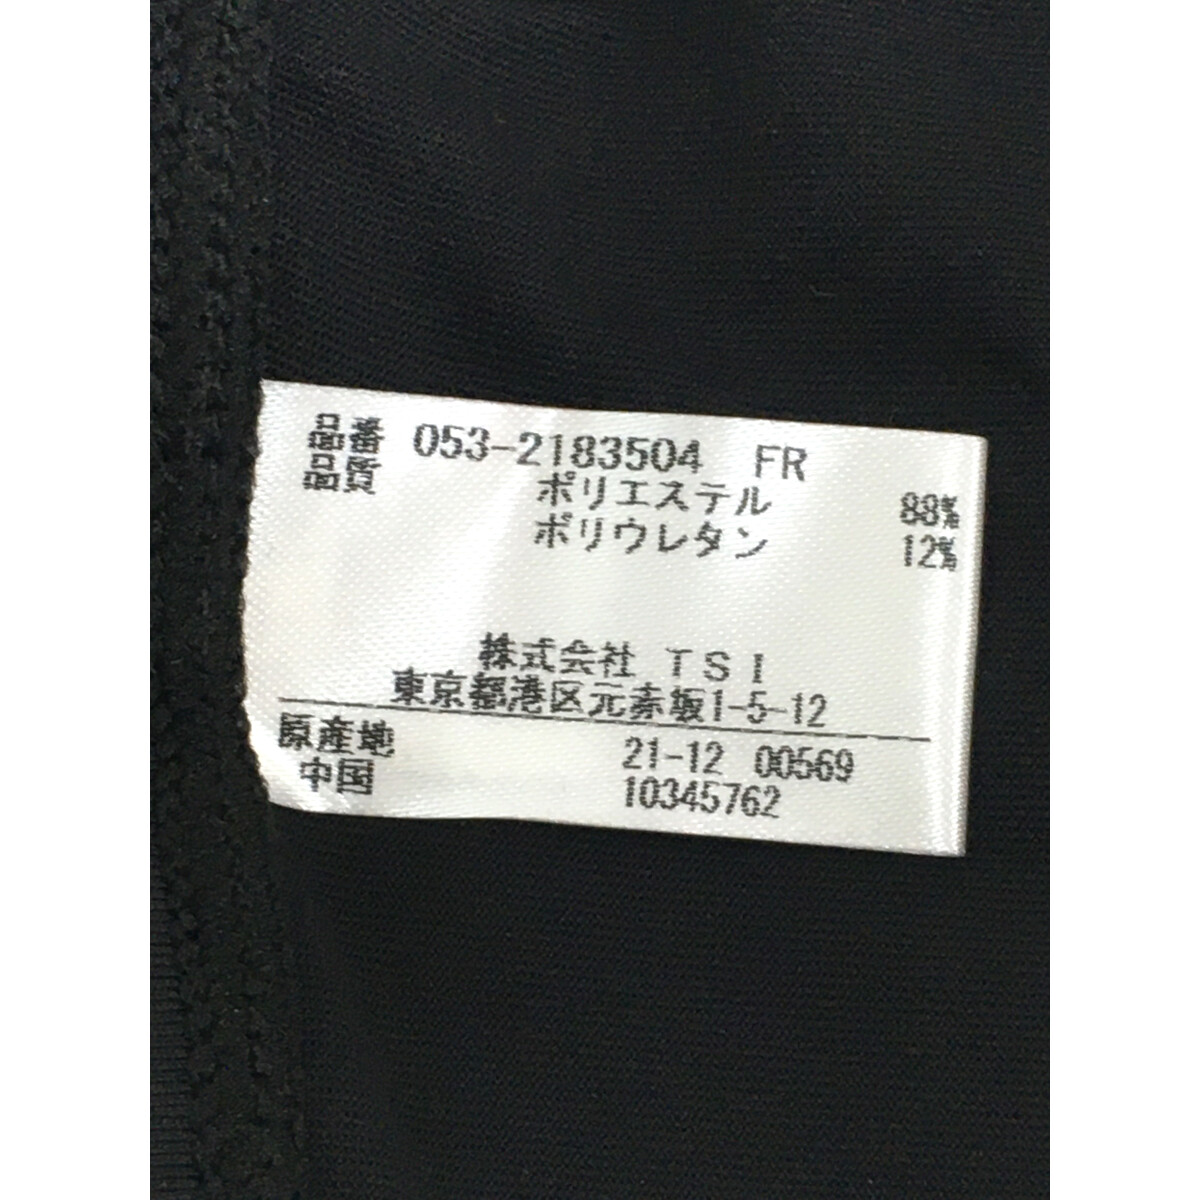 品番 053-2183504 FR
品質 ポリエステル 88%
ポリウレタン 12%
株式会社 TSI
東京都港区元赤坂1-5-12
原産地 21-12 00569
中国 10345762